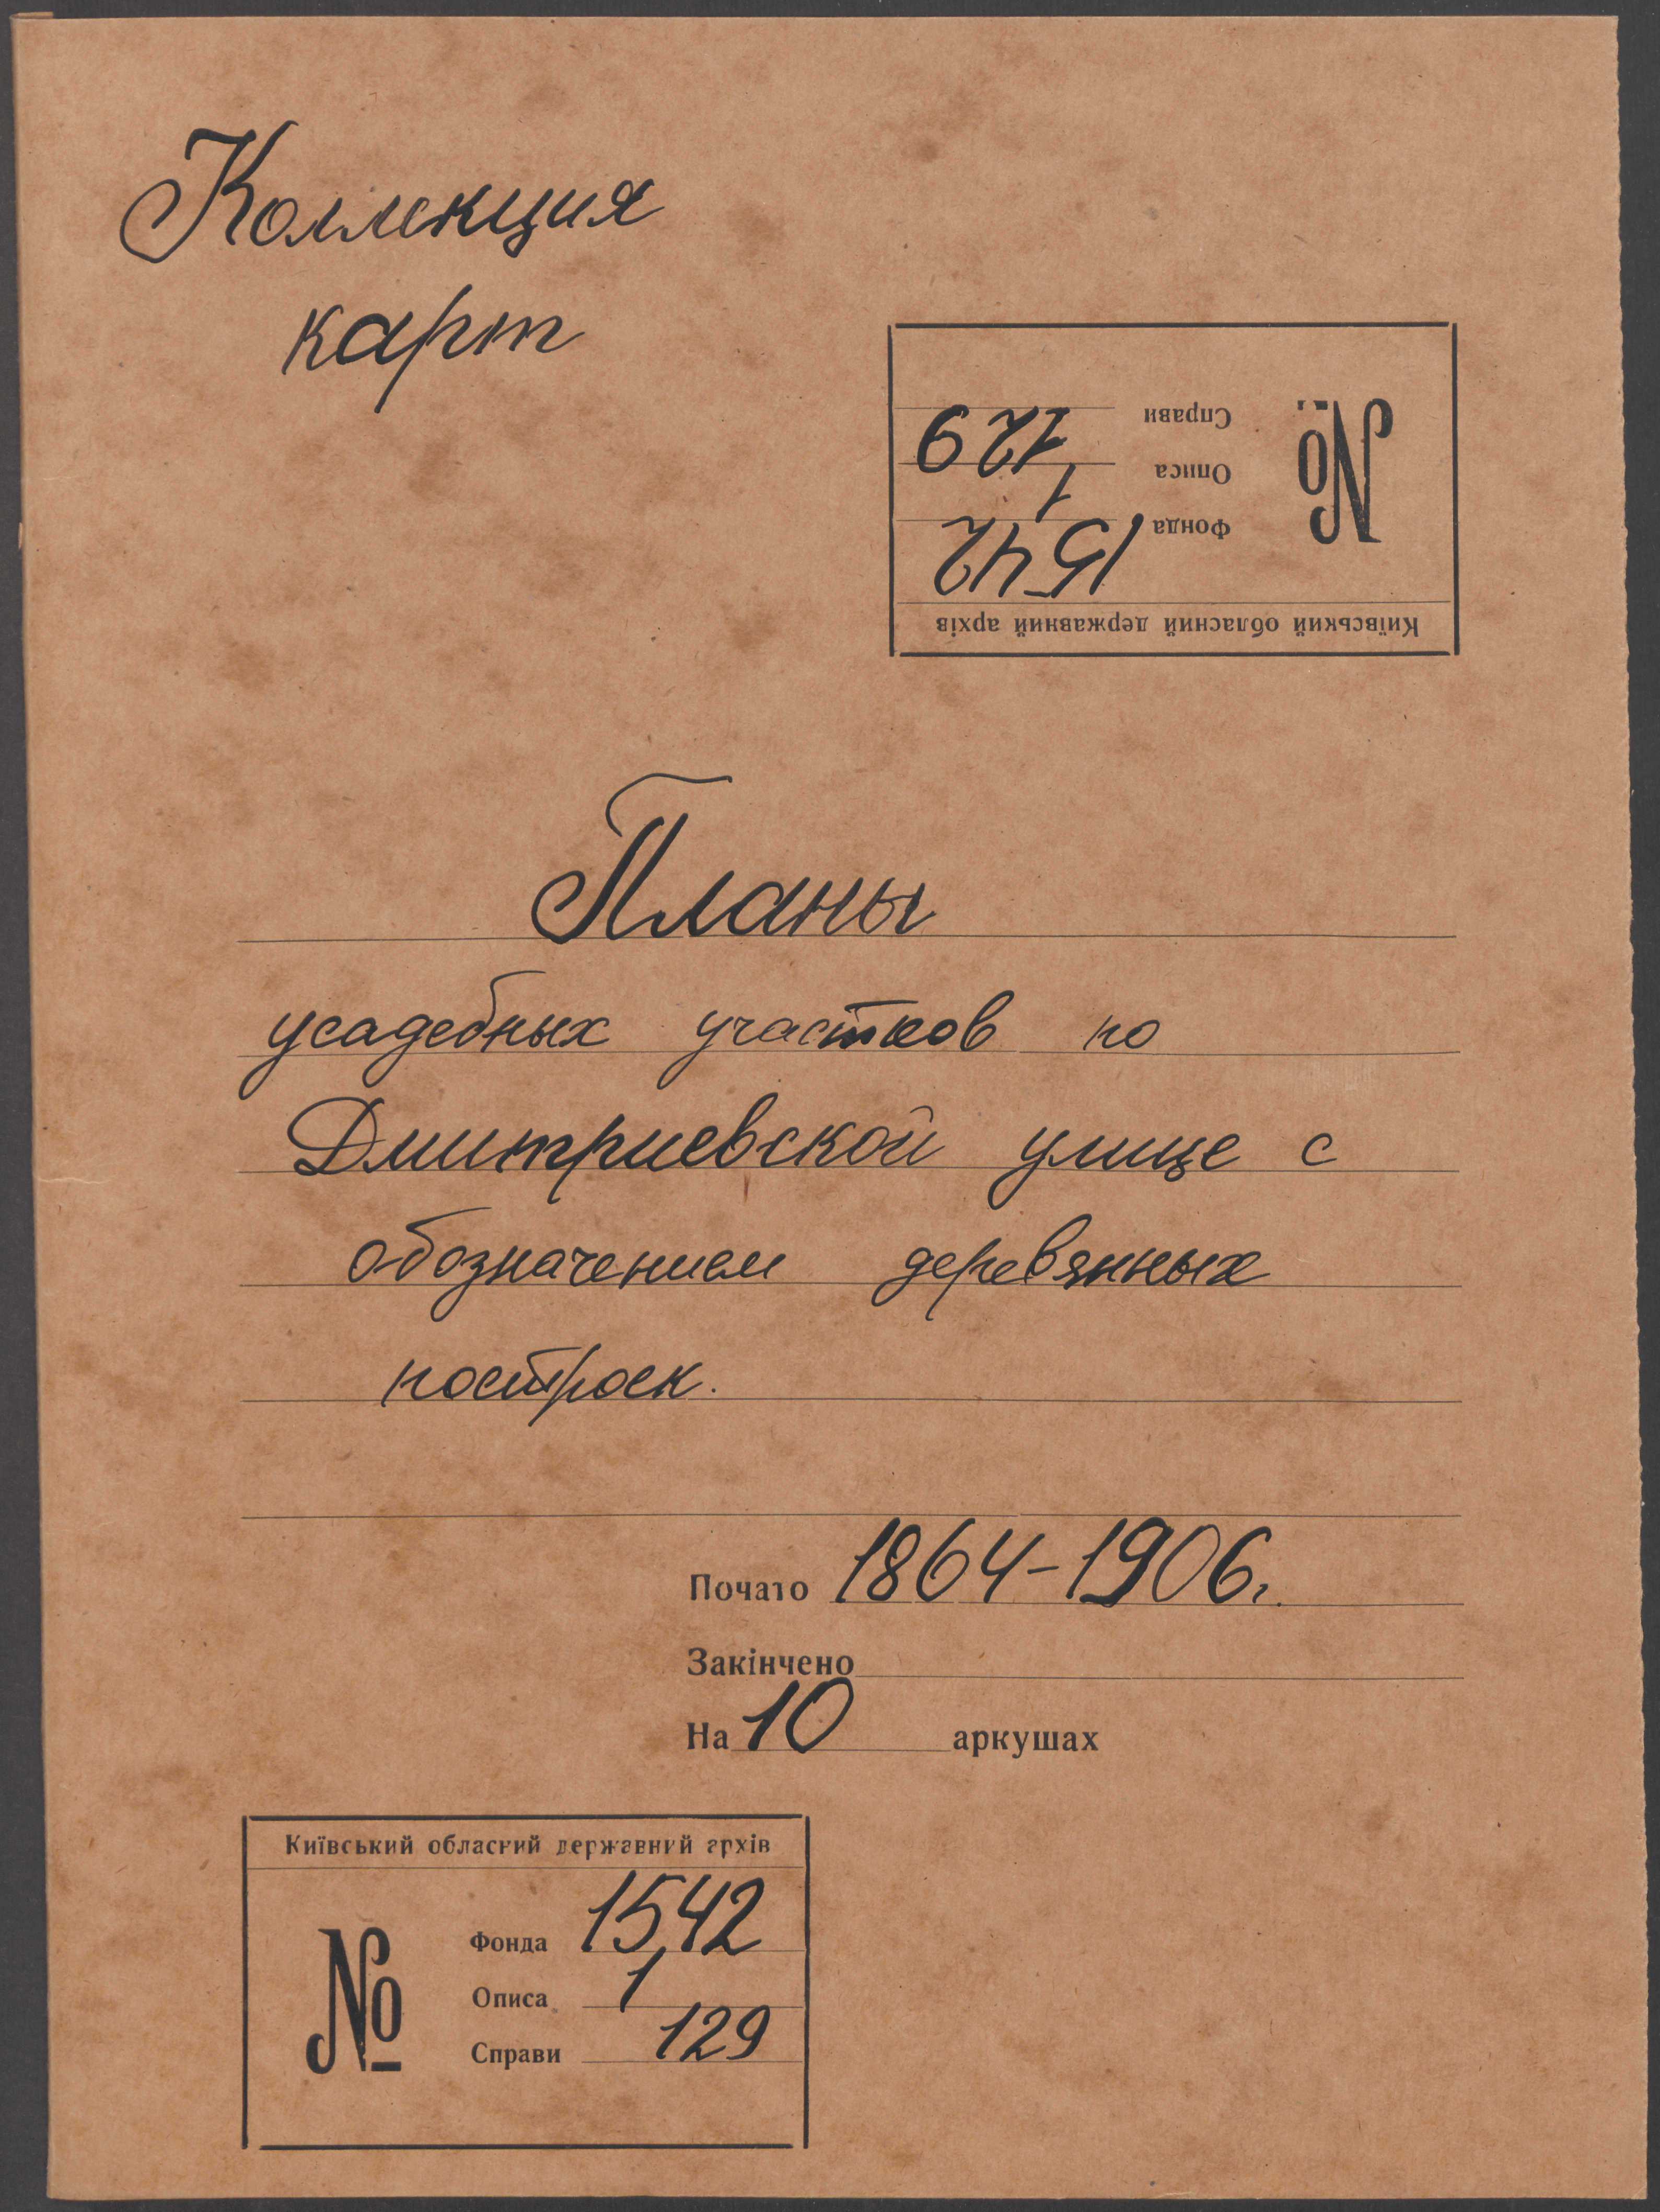 Коллекция
карт
Київський обласний державний архів
№
Фонда 1542
Описа 1
Справи 129
Планы
усадебных участков по
Дмитриевской улице с
обозначением деревянных
построек.
Почато 1864-1906г.
Закінчено
На 10 аркушах
Київський обласний державний архів
№
Фонда 1542
Описа 1
Справи 129